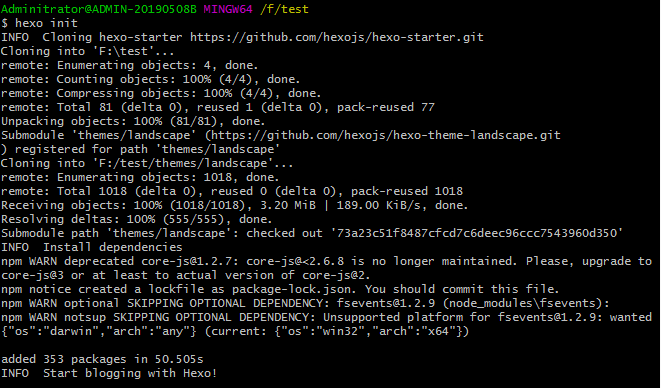 Adminitrator@ADMIN-20190508B MINGW64 /f/test
$ hexo init
INFO  Cloning hexo-starter https://github.com/hexojs/hexo-starter.git
Cloning into 'F:\test'...
remote: Enumerating objects: 4, done.
remote: Counting objects: 100% (4/4), done.
remote: Compressing objects: 100% (4/4), done.
remote: Total 81 (delta 0), reused 1 (delta 0), pack-reused 77
Unpacking objects: 100% (81/81), done.
Submodule 'themes/landscape' (https://github.com/hexojs/hexo-theme-landscape.git
) registered for path 'themes/landscape'
Cloning into 'F:/test/themes/landscape'...
remote: Enumerating objects: 1018, done.
remote: Total 1018 (delta 0), reused 0 (delta 0), pack-reused 1018
Receiving objects: 100% (1018/1018), 3.20 MiB | 189.00 KiB/s, done.
Resolving deltas: 100% (555/555), done.
Submodule path 'themes/landscape': checked out '73a23c51f8487cfcd7c6deec96ccc7543960d350'
INFO  Install dependencies
npm WARN deprecated core-js@1.2.7: core-js@<2.6.8 is no longer maintained. Please, upgrade to
core-js@3 or at least to actual version of core-js@2.
npm notice created a lockfile as package-lock.json. You should commit this file.
npm WARN optional SKIPPING OPTIONAL DEPENDENCY: fsevents@1.2.9 (node_modules\fsevents):
npm WARN notsup SKIPPING OPTIONAL DEPENDENCY: Unsupported platform for fsevents@1.2.9: wanted
{"os":"darwin","arch":"any"} (current: {"os":"win32","arch":"x64"})
added 353 packages in 50.505s
INFO  Start blogging with Hexo!